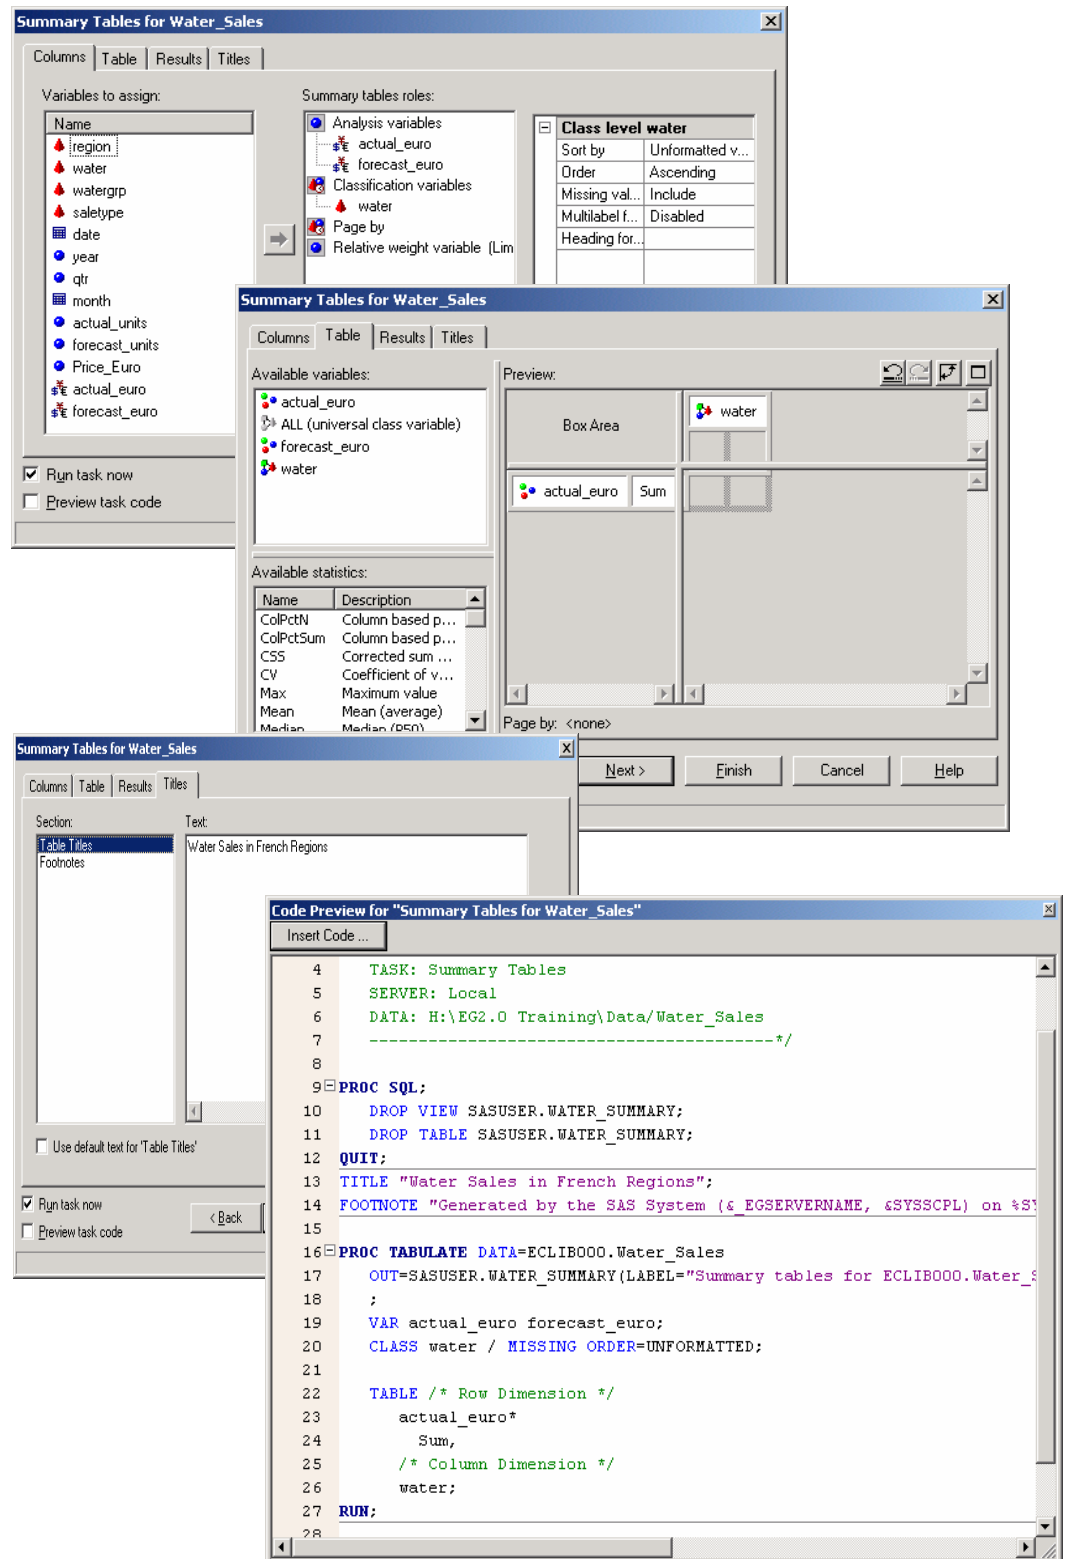 Summary Tables for Water_Sales
Columns Table Results Titles
Variables to assign:
Name
region
water
watergrp
saletype
date
year
qtr
month
actual_units
forecast_units
Price_Euro
actual_euro
forecast_euro
Summary tables roles:
Analysis variables
actual_euro
forecast_euro
Classification variables
water
Page by
Relative weight variable (Lim
Class level water
Sort by Unformatted v...
Order Ascending
Missing val... Include
Multilabel f... Disabled
Heading for...
Run task now
Preview task code
Summary Tables for Water_Sales
Columns Table Results Titles
Available variables:
actual_euro
ALL (universal class variable)
forecast_euro
water
Available statistics:
Name Description
ColPctN Column based p...
ColPctSum Column based p...
CSS Corrected sum ...
CV Coefficient of v...
Max Maximum value
Mean Mean (average)
Median Median (P50)
Preview:
Box Area
water
actual_euro Sum
Page by: <none>
Next > Finish Cancel Help
Summary Tables for Water_Sales
Columns Table Results Titles
Section:
Table Titles
Footnotes
Text:
Water Sales in French Regions
Use default text for 'Table Titles'
Run task now
Preview task code
< Back
Code Preview for "Summary Tables for Water_Sales"
Insert Code ...
4 TASK: Summary Tables
5 SERVER: Local
6 DATA: H:\EG2.0 Training\Data/Water_Sales
7 -----------------------------------------*/
8
9 PROC SQL;
10 DROP VIEW SASUSER.WATER_SUMMARY;
11 DROP TABLE SASUSER.WATER_SUMMARY;
12 QUIT;
13 TITLE "Water Sales in French Regions";
14 FOOTNOTE "Generated by the SAS System (&_EGSERVERNAME, &SYSSCPL) on %SY
15
16 PROC TABULATE DATA=ECLIB000.Water_Sales
17 OUT=SASUSER.WATER_SUMMARY(LABEL="Summary tables for ECLIB000.Water_S
18 ;
19 VAR actual_euro forecast_euro;
20 CLASS water / MISSING ORDER=UNFORMATTED;
21
22 TABLE /* Row Dimension */
23 actual_euro*
24 Sum,
25 /* Column Dimension */
26 water;
27 RUN;
28